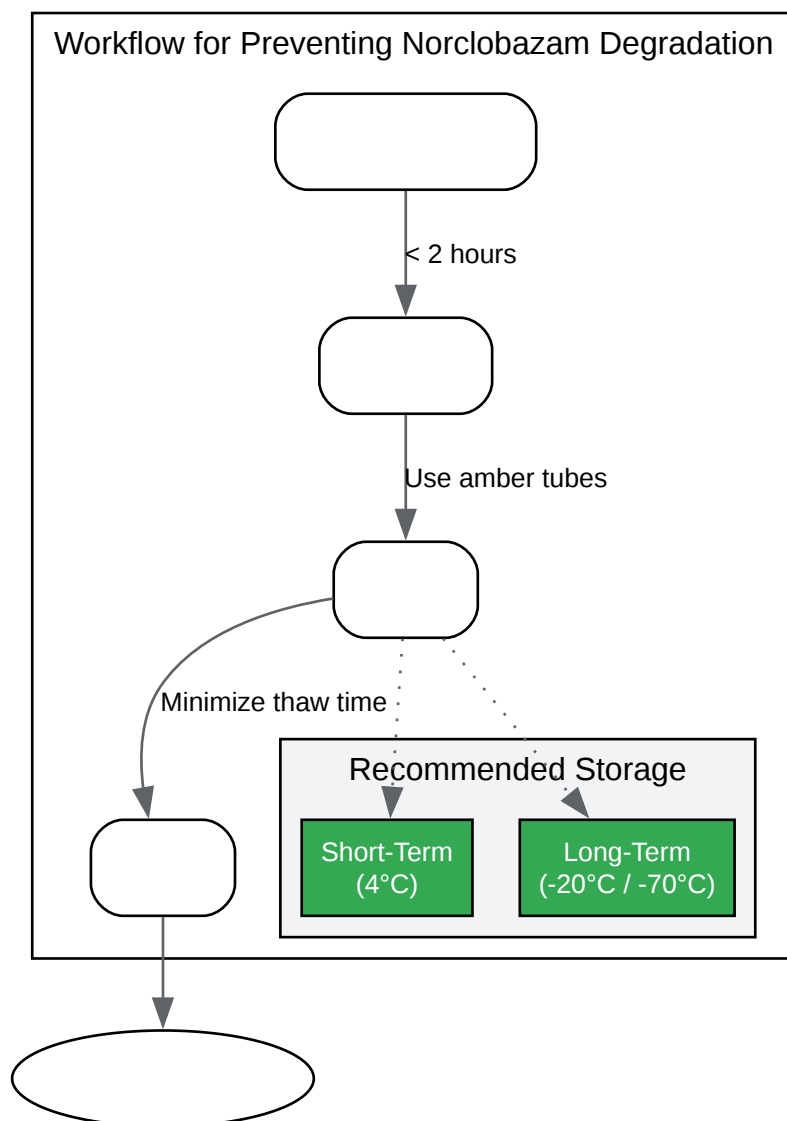 Workflow for Preventing Norclobazam Degradation
< 2 hours
Use amber tubes
Minimize thaw time
Recommended Storage
Short-Term
(4°C)
Long-Term
(-20°C / -70°C)